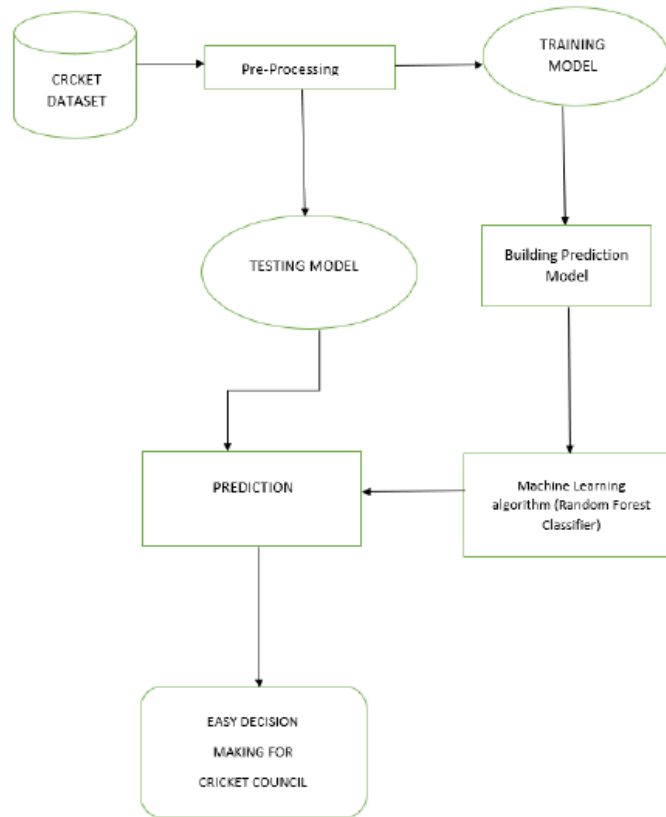 CRCKET
DATASET
Pre-Processing
TRAINING
MODEL
TESTING MODEL
Building Prediction
Model
PREDICTION
Machine Learning
algorithm (Random Forest
Classifier)
EASY DECISION
MAKING FOR
CRICKET COUNCIL